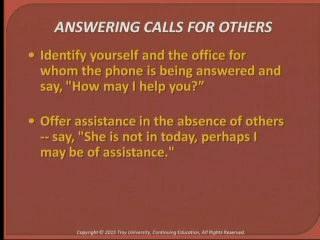 ANSWERING CALLS FOR OTHERS
• Identify yourself and the office for
whom the phone is being answered and
say, "How may I help you?”
• Offer assistance in the absence of others
-- say, "She is not in today, perhaps I
may be of assistance."
Copyright © 2015 Troy University, Continuing Education, All Rights Reserved.